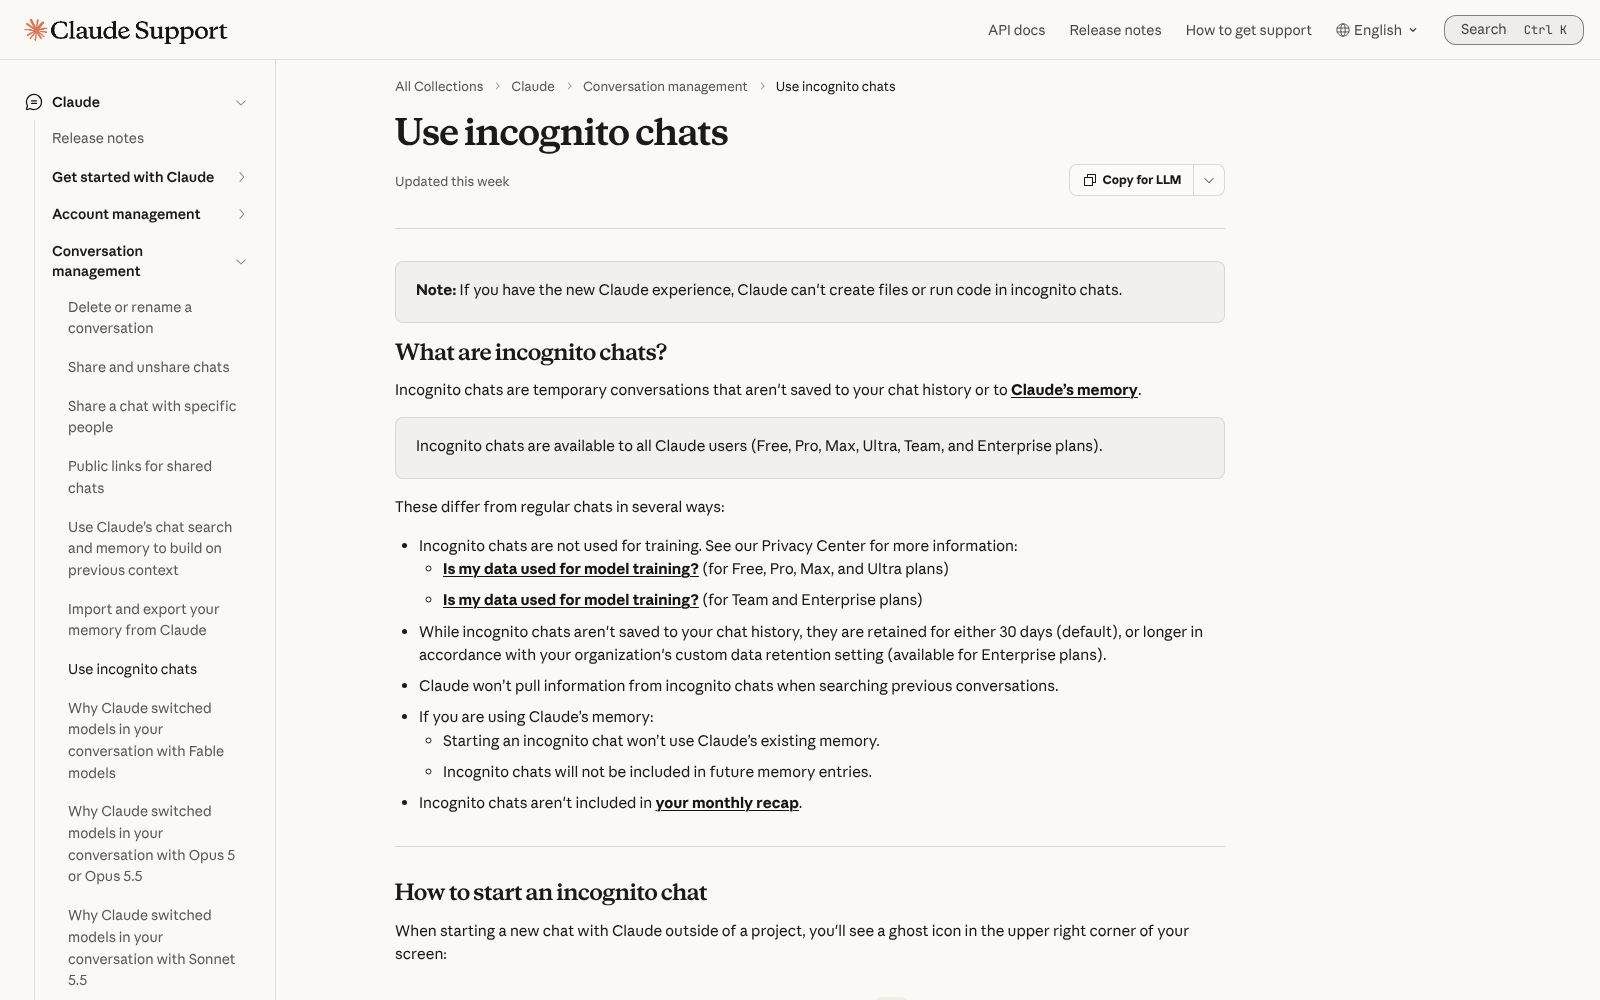 Claude Support
API docs
Release notes
How to get support
English
Search Ctrl K
Claude
Release notes
Get started with Claude
Account management
Conversation
management
Delete or rename a
conversation
Share and unshare chats
Share a chat with specific
people
Public links for shared
chats
Use Claude's chat search
and memory to build on
previous context
Import and export your
memory from Claude
Use incognito chats
Why Claude switched
models in your
conversation with Fable
models
Why Claude switched
models in your
conversation with Opus 5
or Opus 5.5
Why Claude switched
models in your
conversation with Sonnet
5.5
All Collections > Claude > Conversation management > Use incognito chats
Use incognito chats
Updated this week
Copy for LLM
Note: If you have the new Claude experience, Claude can't create files or run code in incognito chats.
What are incognito chats?
Incognito chats are temporary conversations that aren't saved to your chat history or to Claude's memory.
Incognito chats are available to all Claude users (Free, Pro, Max, Ultra, Team, and Enterprise plans).
These differ from regular chats in several ways:
• Incognito chats are not used for training. See our Privacy Center for more information:
◦ Is my data used for model training? (for Free, Pro, Max, and Ultra plans)
◦ Is my data used for model training? (for Team and Enterprise plans)
• While incognito chats aren't saved to your chat history, they are retained for either 30 days (default), or longer in
accordance with your organization's custom data retention setting (available for Enterprise plans).
• Claude won't pull information from incognito chats when searching previous conversations.
• If you are using Claude's memory:
◦ Starting an incognito chat won't use Claude's existing memory.
◦ Incognito chats will not be included in future memory entries.
• Incognito chats aren't included in your monthly recap.
How to start an incognito chat
When starting a new chat with Claude outside of a project, you'll see a ghost icon in the upper right corner of your
screen: